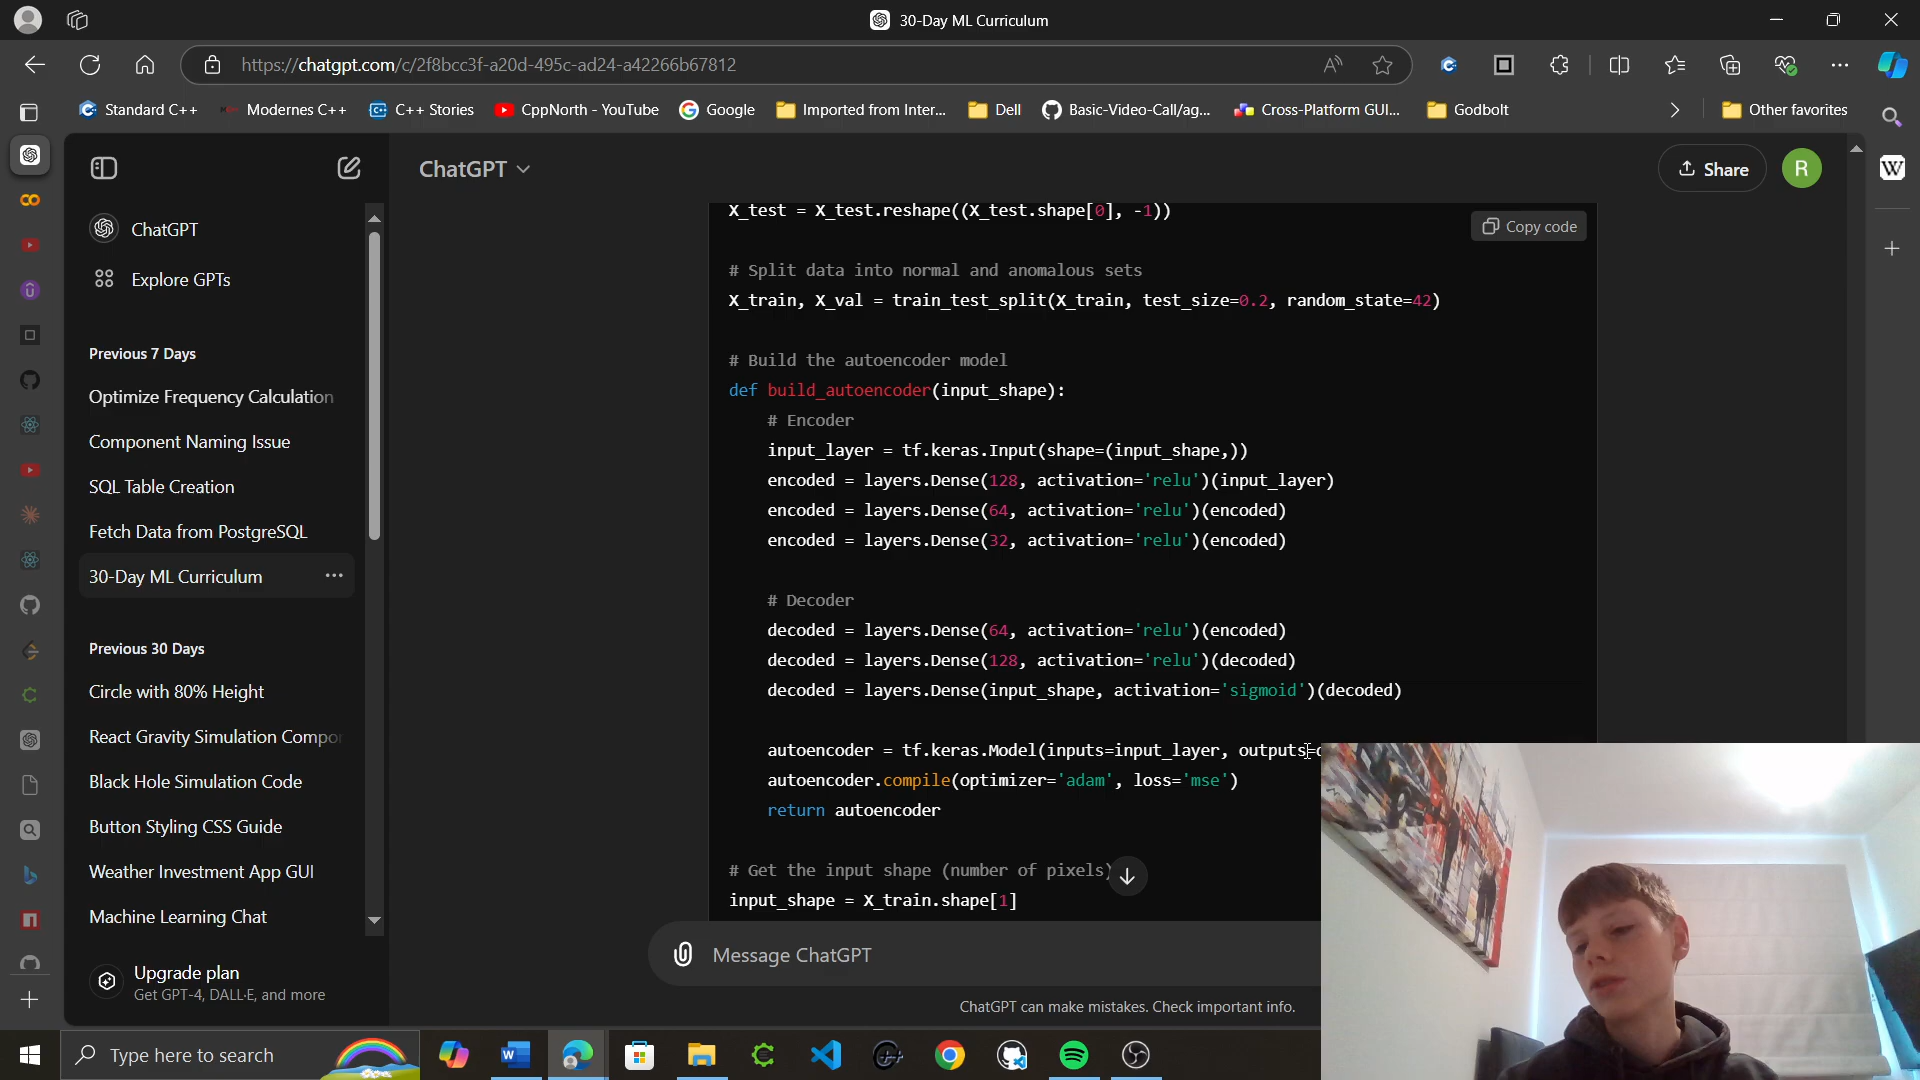 30-Day ML Curriculum
https://chatgpt.com/c/2f8bcc3f-a20d-495c-ad24-a42266b67812
Standard C++
Modernes C++
C++ Stories
CppNorth - YouTube
Google
Imported from Inter...
Dell
Basic-Video-Call/ag...
Cross-Platform GUI...
Godbolt
Other favorites
ChatGPT
Explore GPTs
Previous 7 Days
Optimize Frequency Calculation
Component Naming Issue
SQL Table Creation
Fetch Data from PostgreSQL
30-Day ML Curriculum
Previous 30 Days
Circle with 80% Height
React Gravity Simulation Compo
Black Hole Simulation Code
Button Styling CSS Guide
Weather Investment App GUI
Machine Learning Chat
Upgrade plan
Get GPT-4, DALL·E, and more
ChatGPT
Share
R
W
X_test = X_test.reshape((X_test.shape[0], -1))
Copy code
# Split data into normal and anomalous sets
X_train, X_val = train_test_split(X_train, test_size=0.2, random_state=42)
# Build the autoencoder model
def build_autoencoder(input_shape):
# Encoder
input_layer = tf.keras.Input(shape=(input_shape,))
encoded = layers.Dense(128, activation='relu')(input_layer)
encoded = layers.Dense(64, activation='relu')(encoded)
encoded = layers.Dense(32, activation='relu')(encoded)
# Decoder
decoded = layers.Dense(64, activation='relu')(encoded)
decoded = layers.Dense(128, activation='relu')(decoded)
decoded = layers.Dense(input_shape, activation='sigmoid')(decoded)
autoencoder = tf.keras.Model(inputs=input_layer, outputs=
autoencoder.compile(optimizer='adam', loss='mse')
return autoencoder
# Get the input shape (number of pixels)
input_shape = X_train.shape[1]
Message ChatGPT
ChatGPT can make mistakes. Check important info.
Type here to search